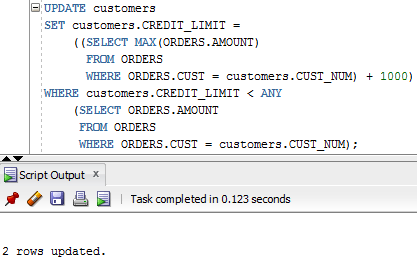 UPDATE customers
SET customers.CREDIT_LIMIT =
((SELECT MAX(ORDERS.AMOUNT)
FROM ORDERS
WHERE ORDERS.CUST = customers.CUST_NUM) + 1000)
WHERE customers.CREDIT_LIMIT < ANY
(SELECT ORDERS.AMOUNT
FROM ORDERS
WHERE ORDERS.CUST = customers.CUST_NUM);
Script Output x
Task completed in 0.123 seconds
2 rows updated.